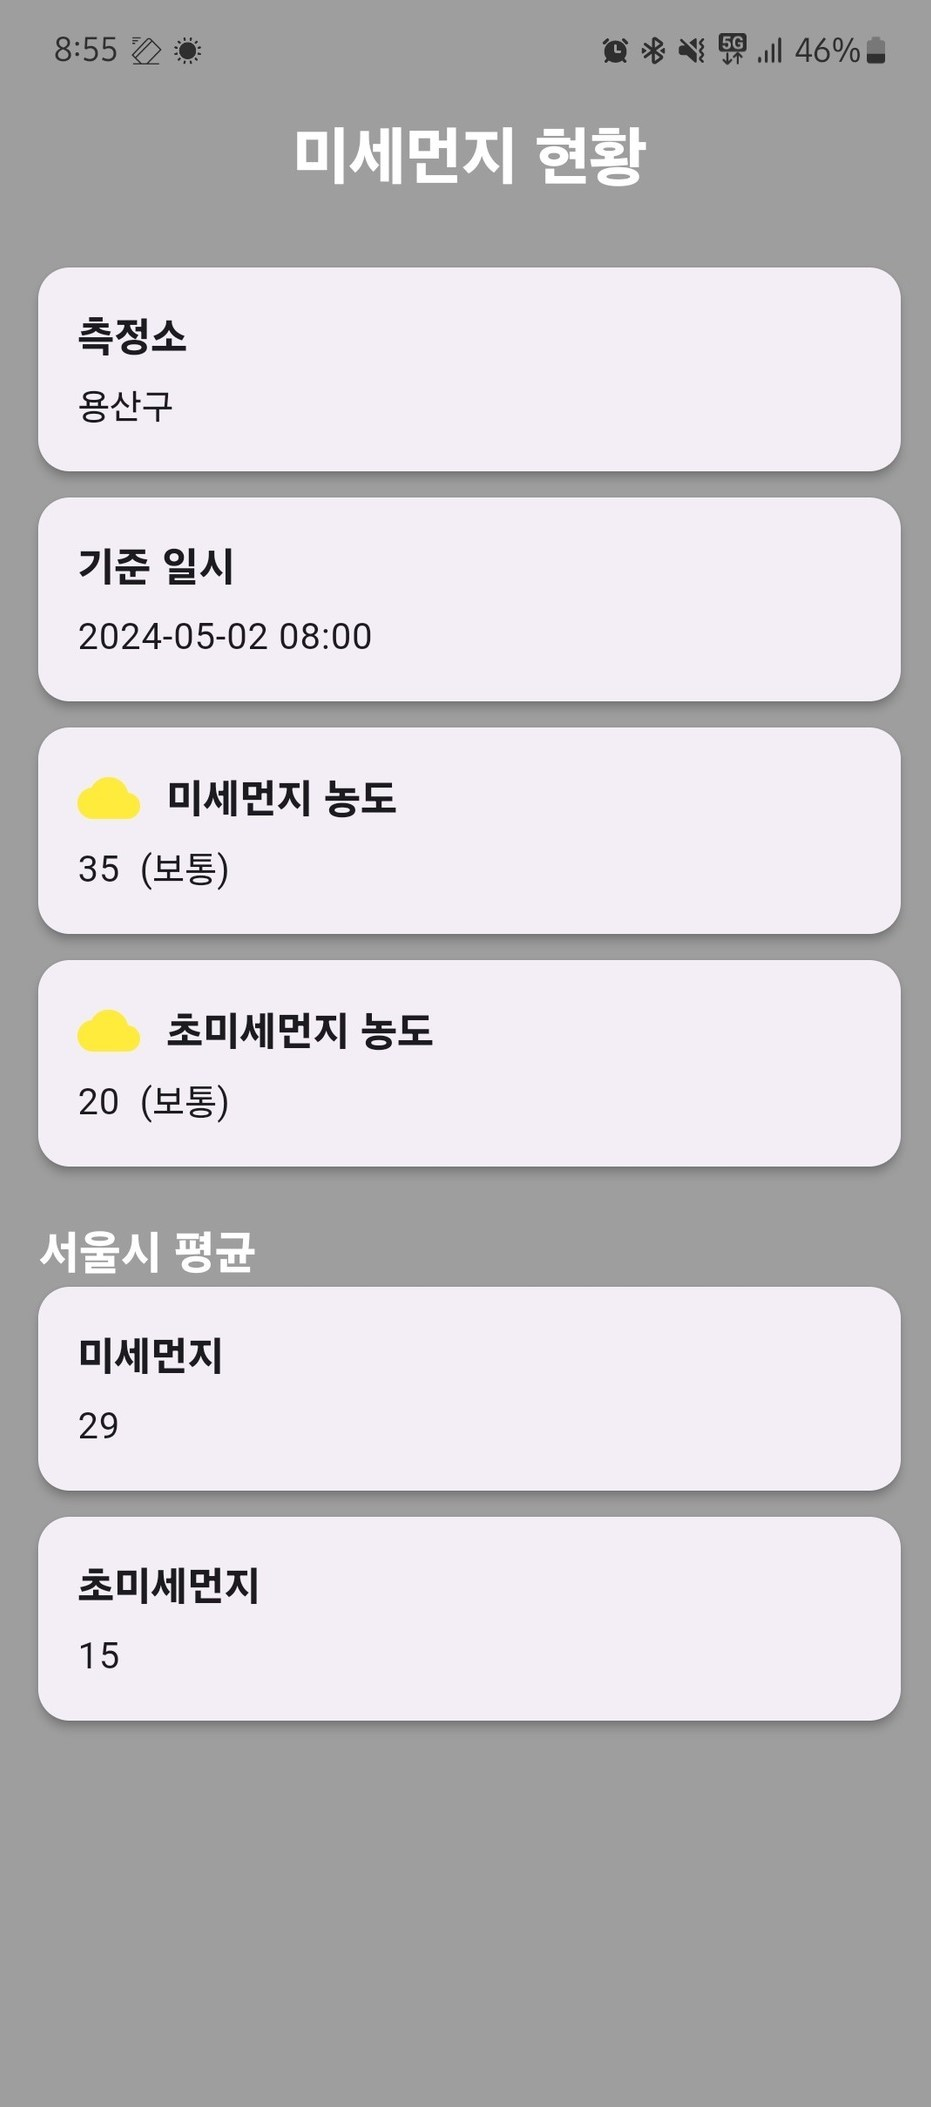 8:55 5G 46%
미세먼지 현황
측정소
용산구
기준 일시
2024-05-02 08:00
미세먼지 농도
35 (보통)
초미세먼지 농도
20 (보통)
서울시 평균
미세먼지
29
초미세먼지
15